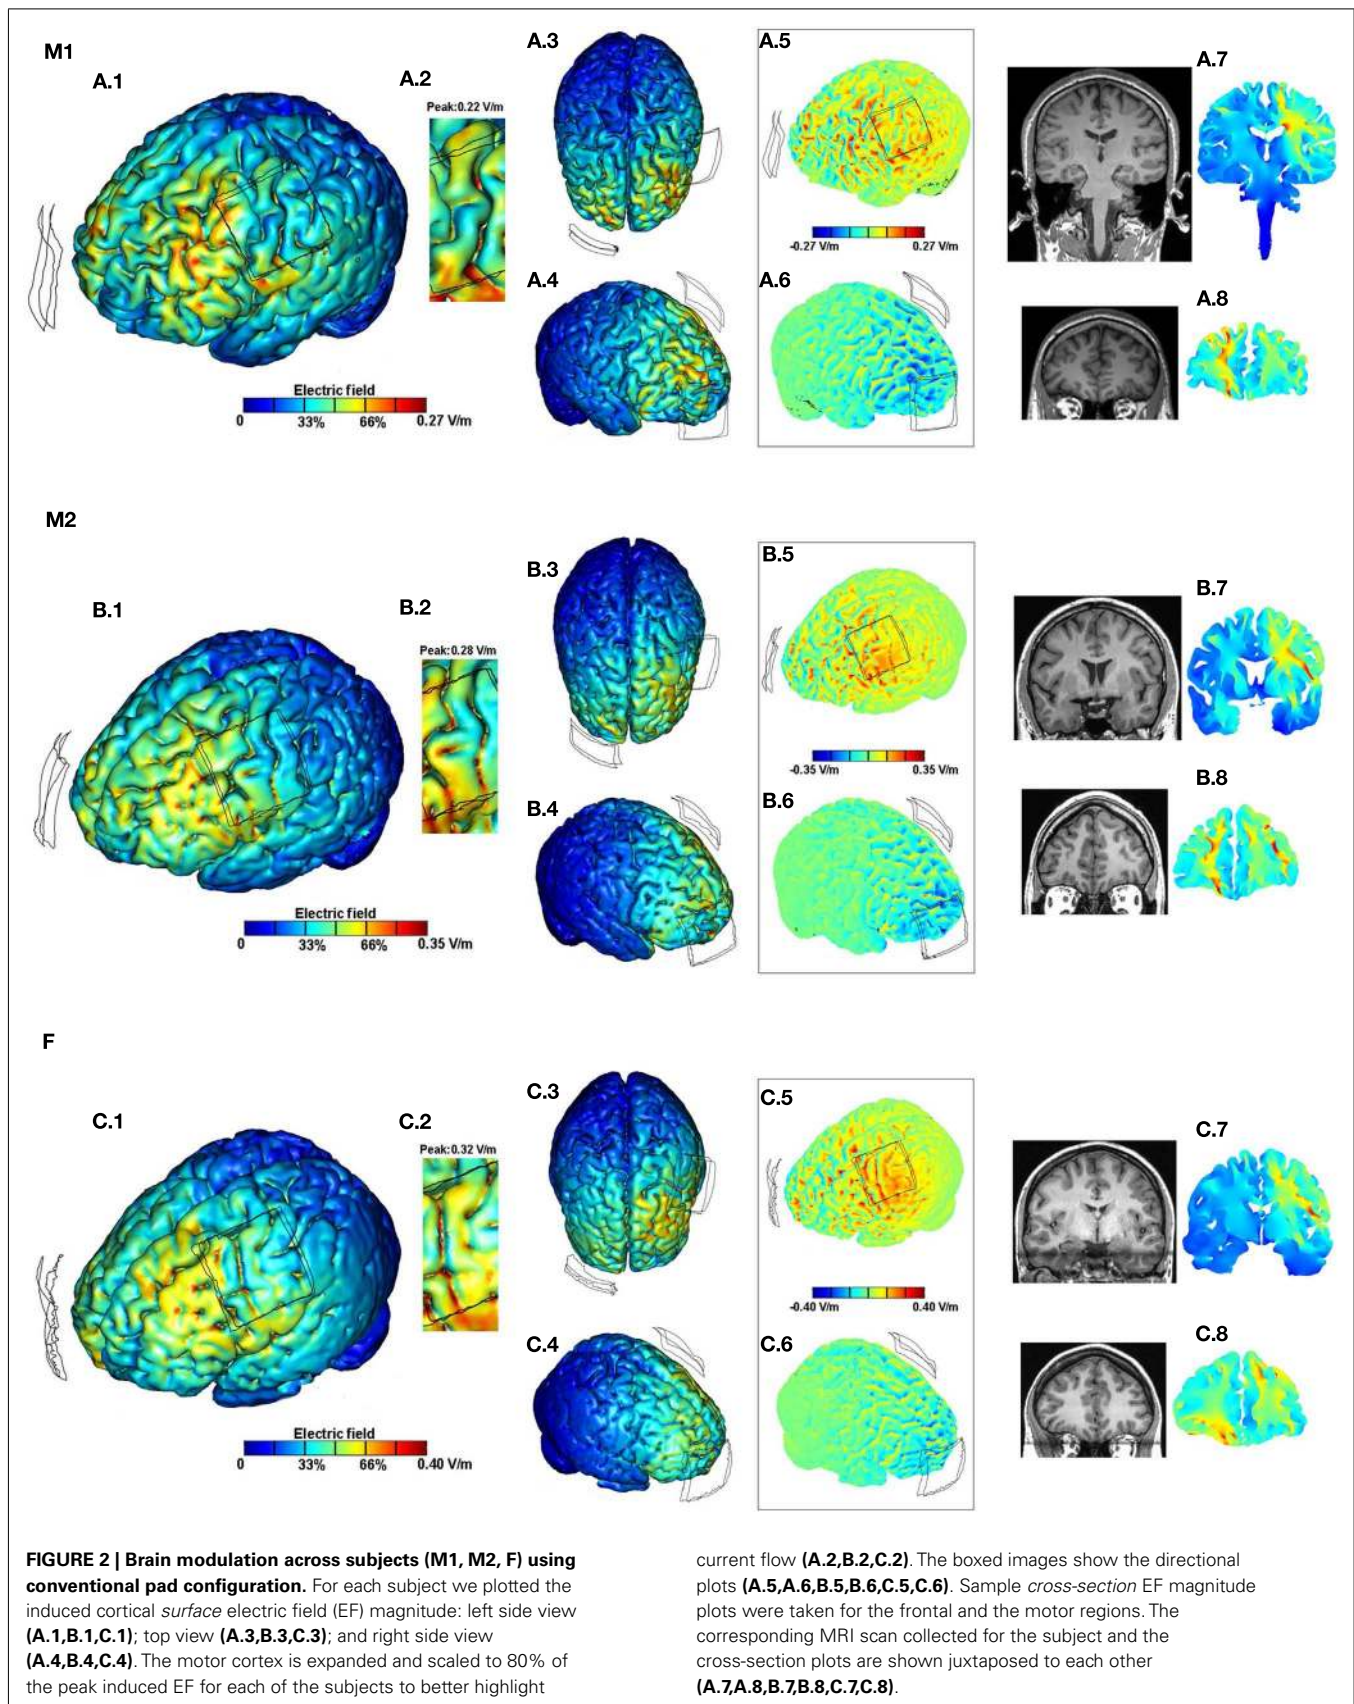 M1
A.1
A.2
Peak:0.22 V/m
A.3
A.4
A.5
-0.27 V/m 0.27 V/m
A.6
A.7
A.8
Electric field
0 33% 66% 0.27 V/m
M2
B.1
B.2
Peak:0.28 V/m
B.3
B.4
B.5
-0.35 V/m 0.35 V/m
B.6
B.7
B.8
Electric field
0 33% 66% 0.35 V/m
F
C.1
C.2
Peak:0.32 V/m
C.3
C.4
C.5
-0.40 V/m 0.40 V/m
C.6
C.7
C.8
Electric field
0 33% 66% 0.40 V/m
FIGURE 2 | Brain modulation across subjects (M1, M2, F) using
conventional pad configuration. For each subject we plotted the
induced cortical surface electric field (EF) magnitude: left side view
(A.1,B.1,C.1); top view (A.3,B.3,C.3); and right side view
(A.4,B.4,C.4). The motor cortex is expanded and scaled to 80% of
the peak induced EF for each of the subjects to better highlight
current flow (A.2,B.2,C.2). The boxed images show the directional
plots (A.5,A.6,B.5,B.6,C.5,C.6). Sample cross-section EF magnitude
plots were taken for the frontal and the motor regions. The
corresponding MRI scan collected for the subject and the
cross-section plots are shown juxtaposed to each other
(A.7,A.8,B.7,B.8,C.7,C.8).